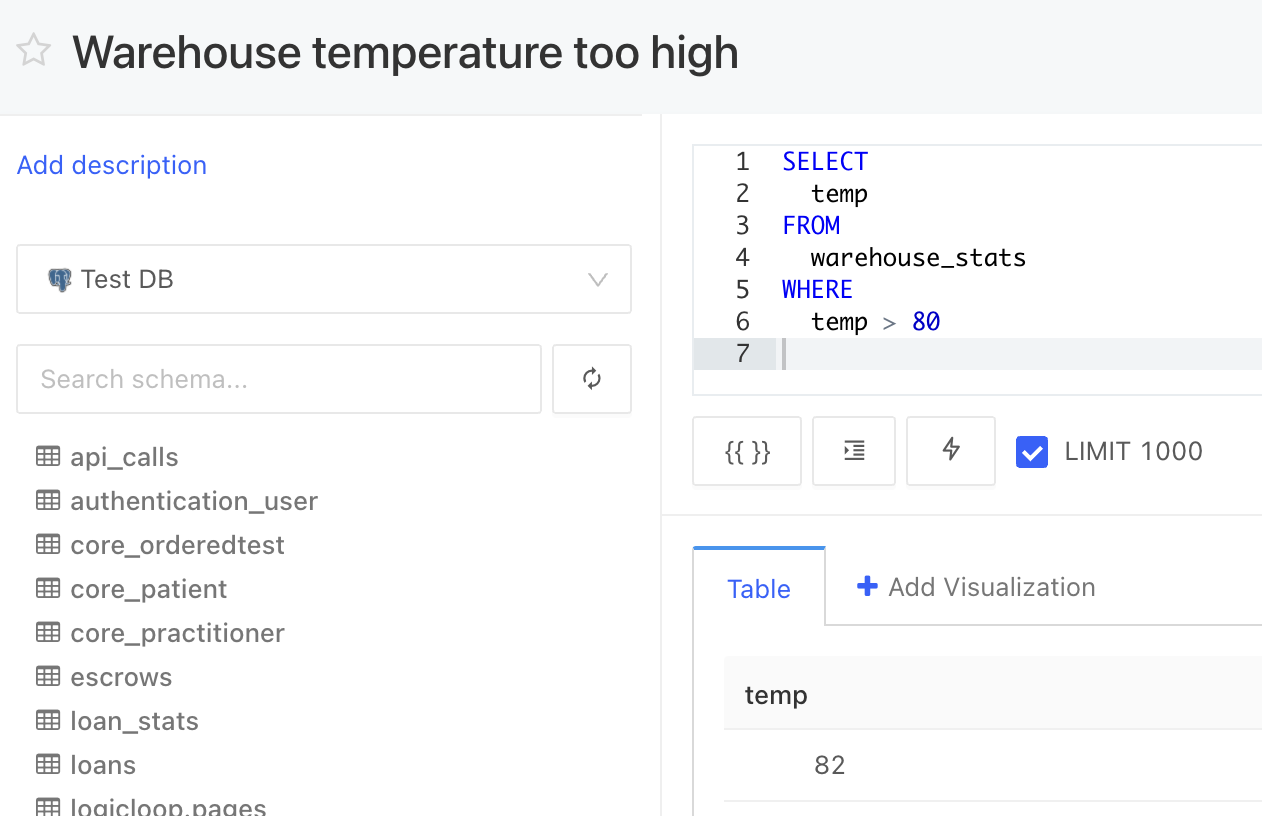 Warehouse temperature too high
Add description
Test DB
Search schema...
api_calls
authentication_user
core_orderedtest
core_patient
core_practitioner
escrows
loan_stats
loans
logicloop.pages
1 SELECT
2 temp
3 FROM
4 warehouse_stats
5 WHERE
6 temp > 80
7
{{ }} LIMIT 1000
Table + Add Visualization
temp
82